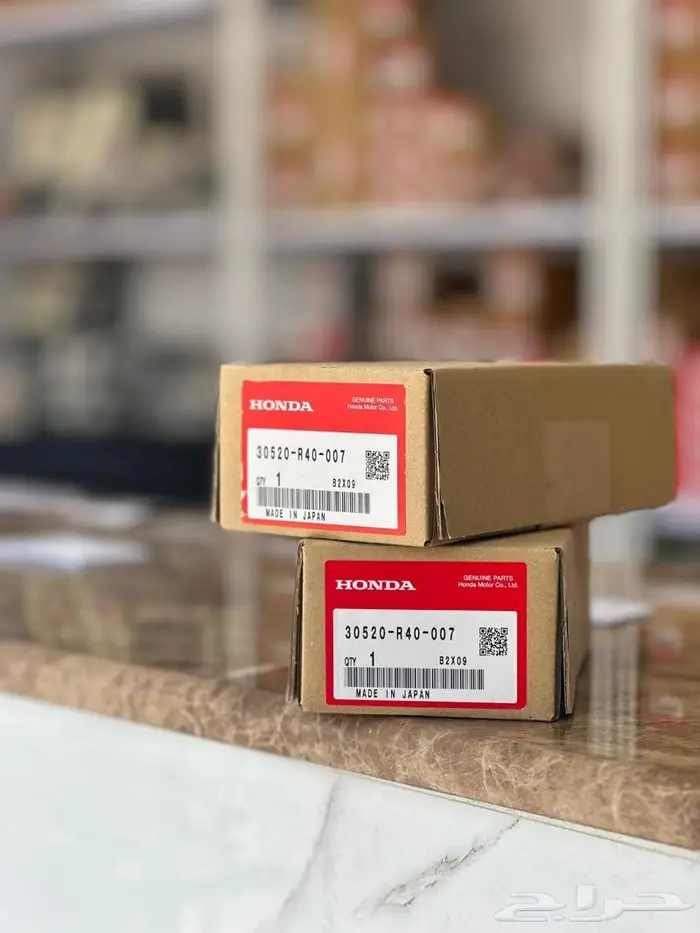 HONDA
GENUINE PARTS
Honda Motor Co., Ltd.
30520-R40-007
QTY 1 B2X09
MADE IN JAPAN
HONDA
GENUINE PARTS
Honda Motor Co., Ltd.
30520-R40-007
QTY 1 B2X09
MADE IN JAPAN
حراج